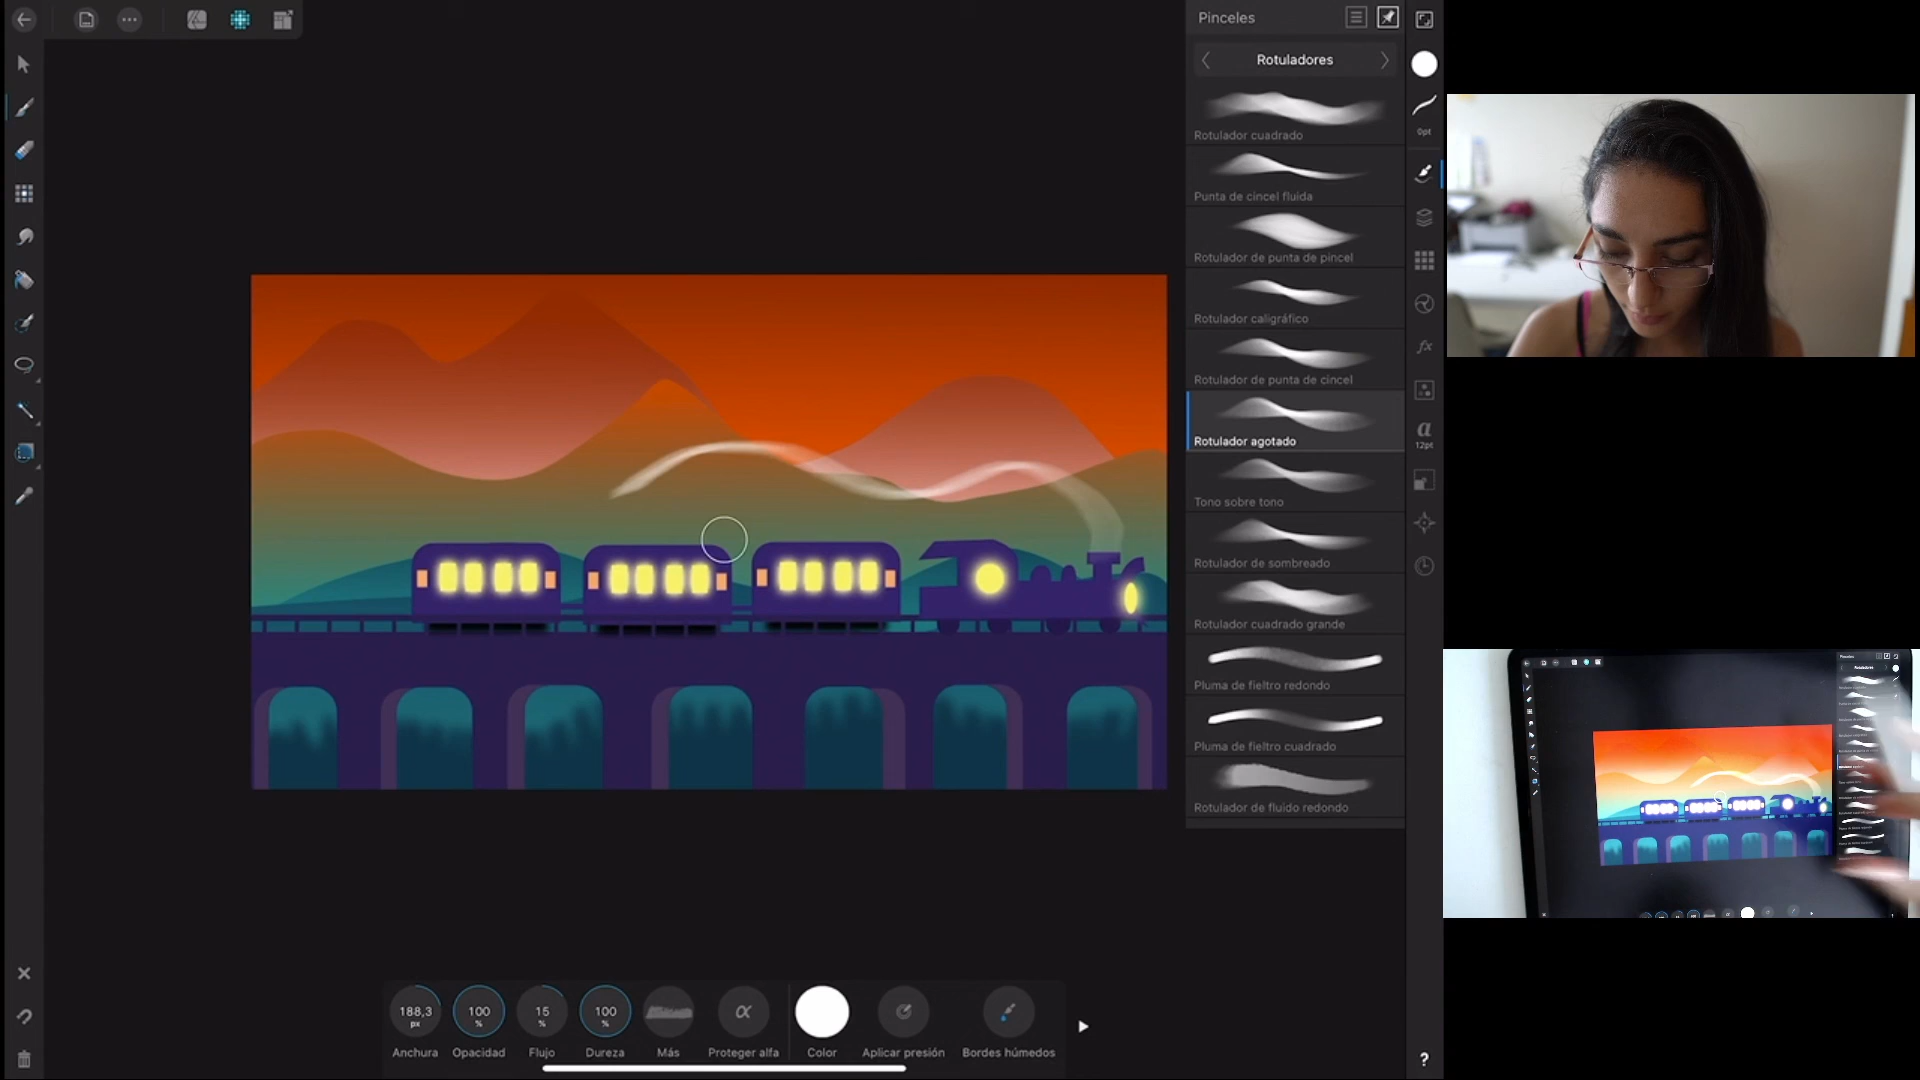 Pinceles
Rotuladores
Rotulador cuadrado
Punta de cincel fluida
Rotulador de punta de pincel
Rotulador caligráfico
Rotulador de punta de cincel
Rotulador agotado
Tono sobre tono
Rotulador de sombreado
Rotulador cuadrado grande
Pluma de fieltro redondo
Pluma de fieltro cuadrado
Rotulador de fluido redondo
0pt
fx
a
12pt
?
188,3
px
100
%
15
%
100
%
α
Anchura
Opacidad
Flujo
Dureza
Más
Proteger alfa
Color
Aplicar presión
Bordes húmedos